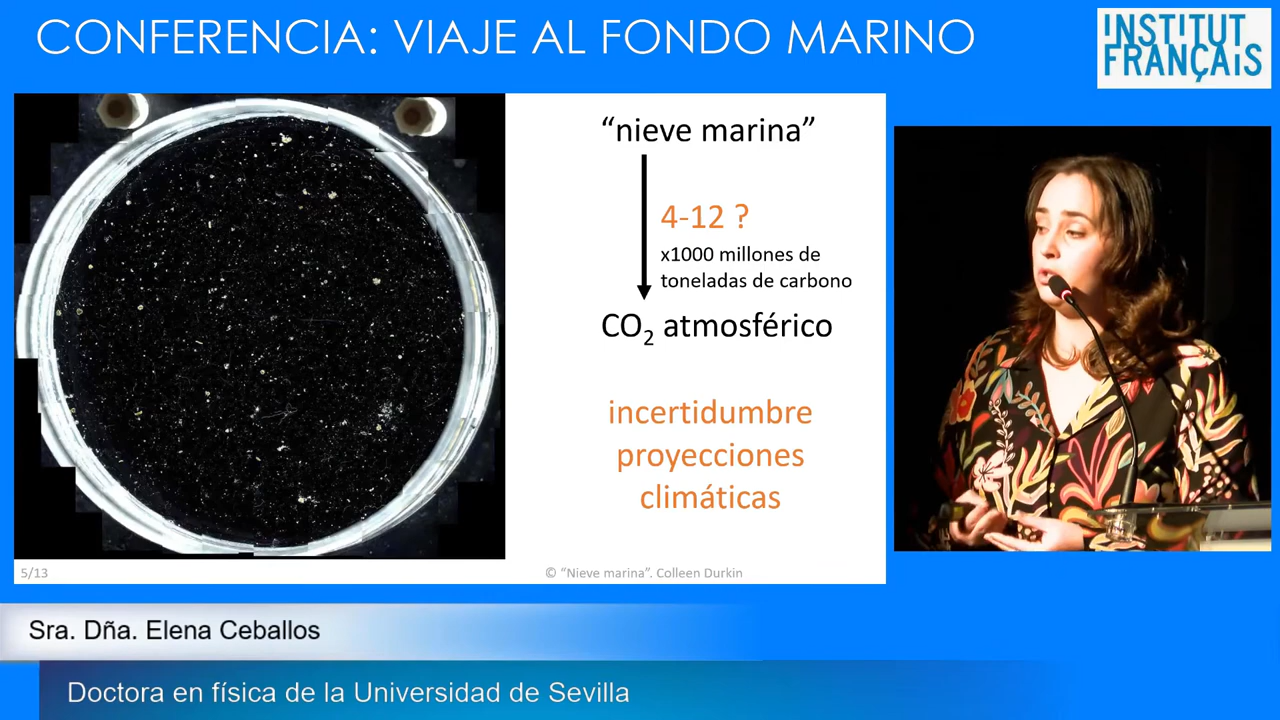 CONFERENCIA: VIAJE AL FONDO MARINO
INSTITUT
FRANÇAIS
“nieve marina”
4-12 ?
x1000 millones de
toneladas de carbono
CO₂ atmosférico
incertidumbre
proyecciones
climáticas
5/13
© “Nieve marina”. Colleen Durkin
Sra. Dña. Elena Ceballos
Doctora en física de la Universidad de Sevilla